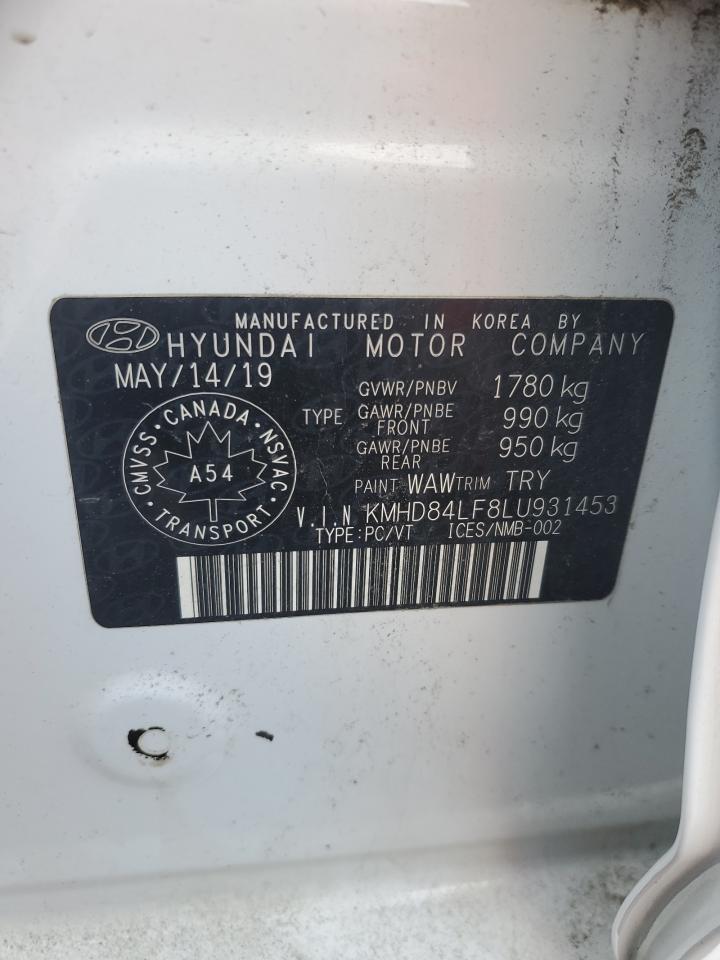 MANUFACTURED IN KOREA BY
HYUNDAI MOTOR COMPANY
MAY/14/19
GVWR/PNBV 1780 kg
TYPE GAWR/PNBE FRONT 990 kg
GAWR/PNBE REAR 950 kg
PAINT WAW TRIM TRY
V.I.N KMHD84LF8LU931453
TYPE:PC/VT ICES/NMB-002
CMVSS · CANADA · NSVAC · TRANSPORT ·
A54